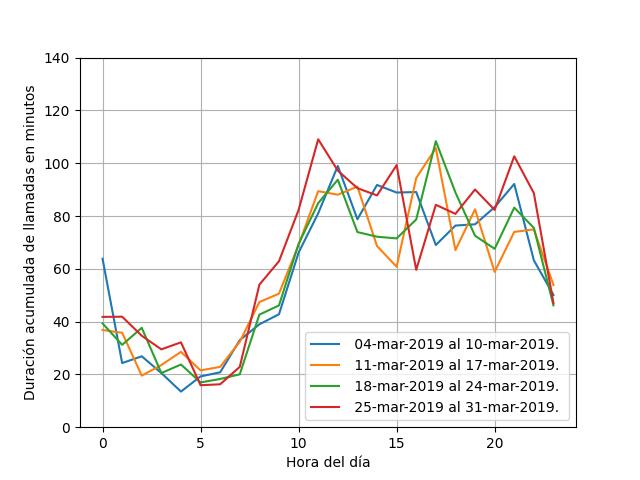 140
120
100
80
60
40
20
0
Duración acumulada de llamadas en minutos
04-mar-2019 al 10-mar-2019.
11-mar-2019 al 17-mar-2019.
18-mar-2019 al 24-mar-2019.
25-mar-2019 al 31-mar-2019.
0 5 10 15 20
Hora del día